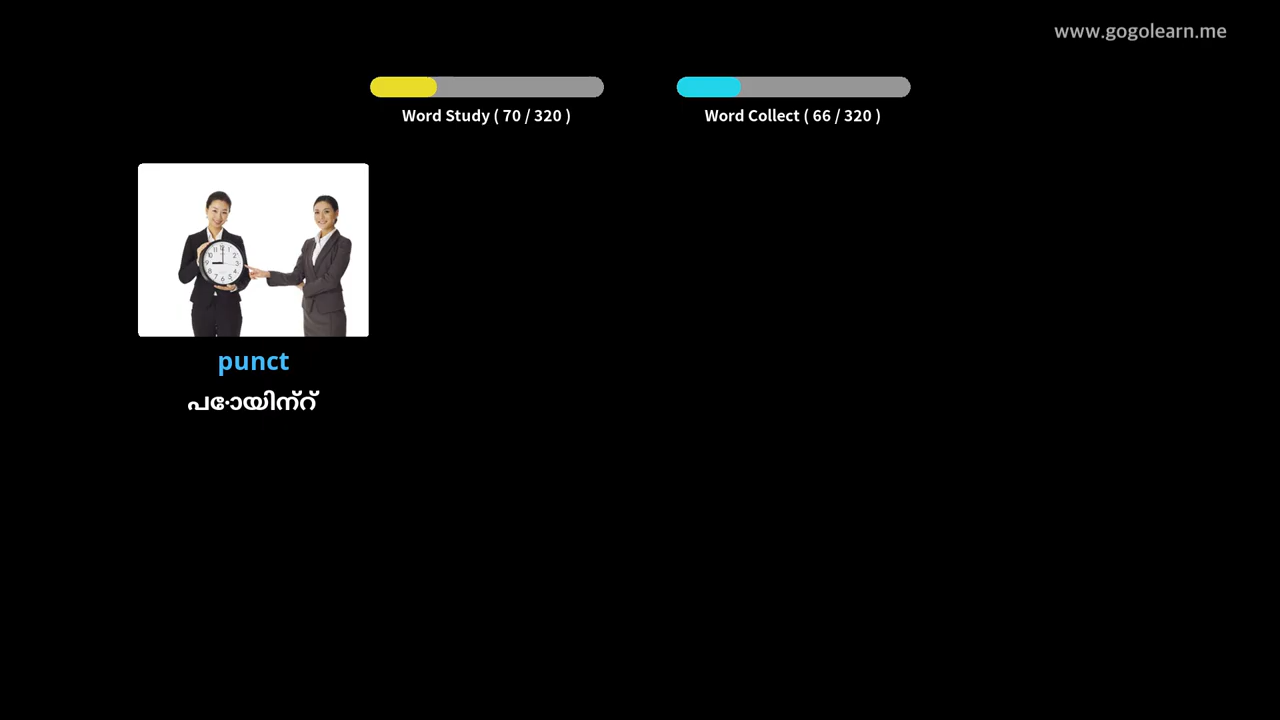 www.gogolearn.me
Word Study ( 70 / 320 )
Word Collect ( 66 / 320 )
punct
പോയിന്റ്